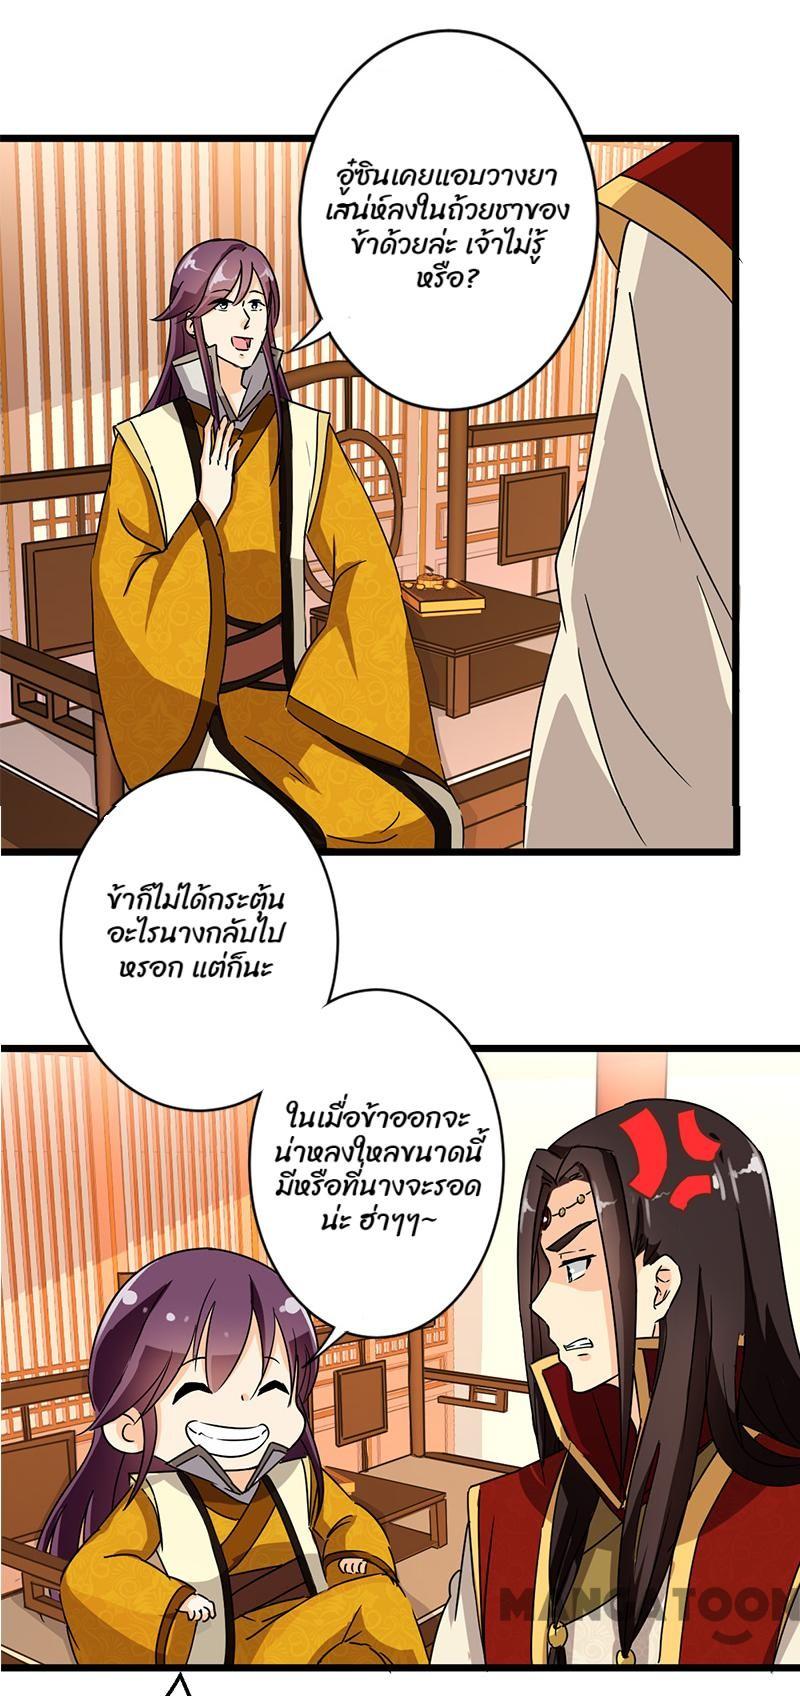 อู๋ซินเคยแอบวางยา
เสน่ห์ลงในถ้วยชาของ
ข้าด้วยล่ะ เจ้าไม่รู้
หรือ?
ข้าก็ไม่ได้กระตุ้น
อะไรนางกลับไป
หรอก แต่ก็นะ
ในเมื่อข้าออกจะ
น่าหลงใหลขนาดนี้
มีหรือที่นางจะรอด
น่ะ ฮ่าๆๆ~
MANGATOON